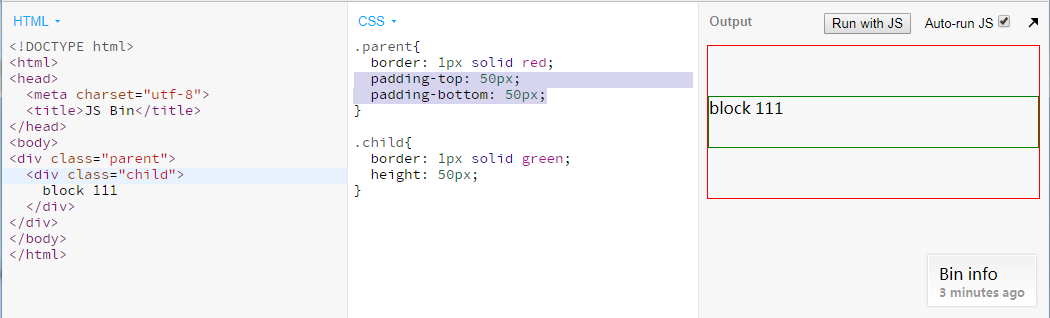 HTML
<!DOCTYPE html>
<html>
<head>
  <meta charset="utf-8">
  <title>JS Bin</title>
</head>
<body>
<div class="parent">
  <div class="child">
    block 111
  </div>
</div>
</body>
</html>
CSS
.parent{
  border: 1px solid red;
  padding-top: 50px;
  padding-bottom: 50px;
}

.child{
  border: 1px solid green;
  height: 50px;
}
Output
Run with JS
Auto-run JS
block 111
Bin info
3 minutes ago